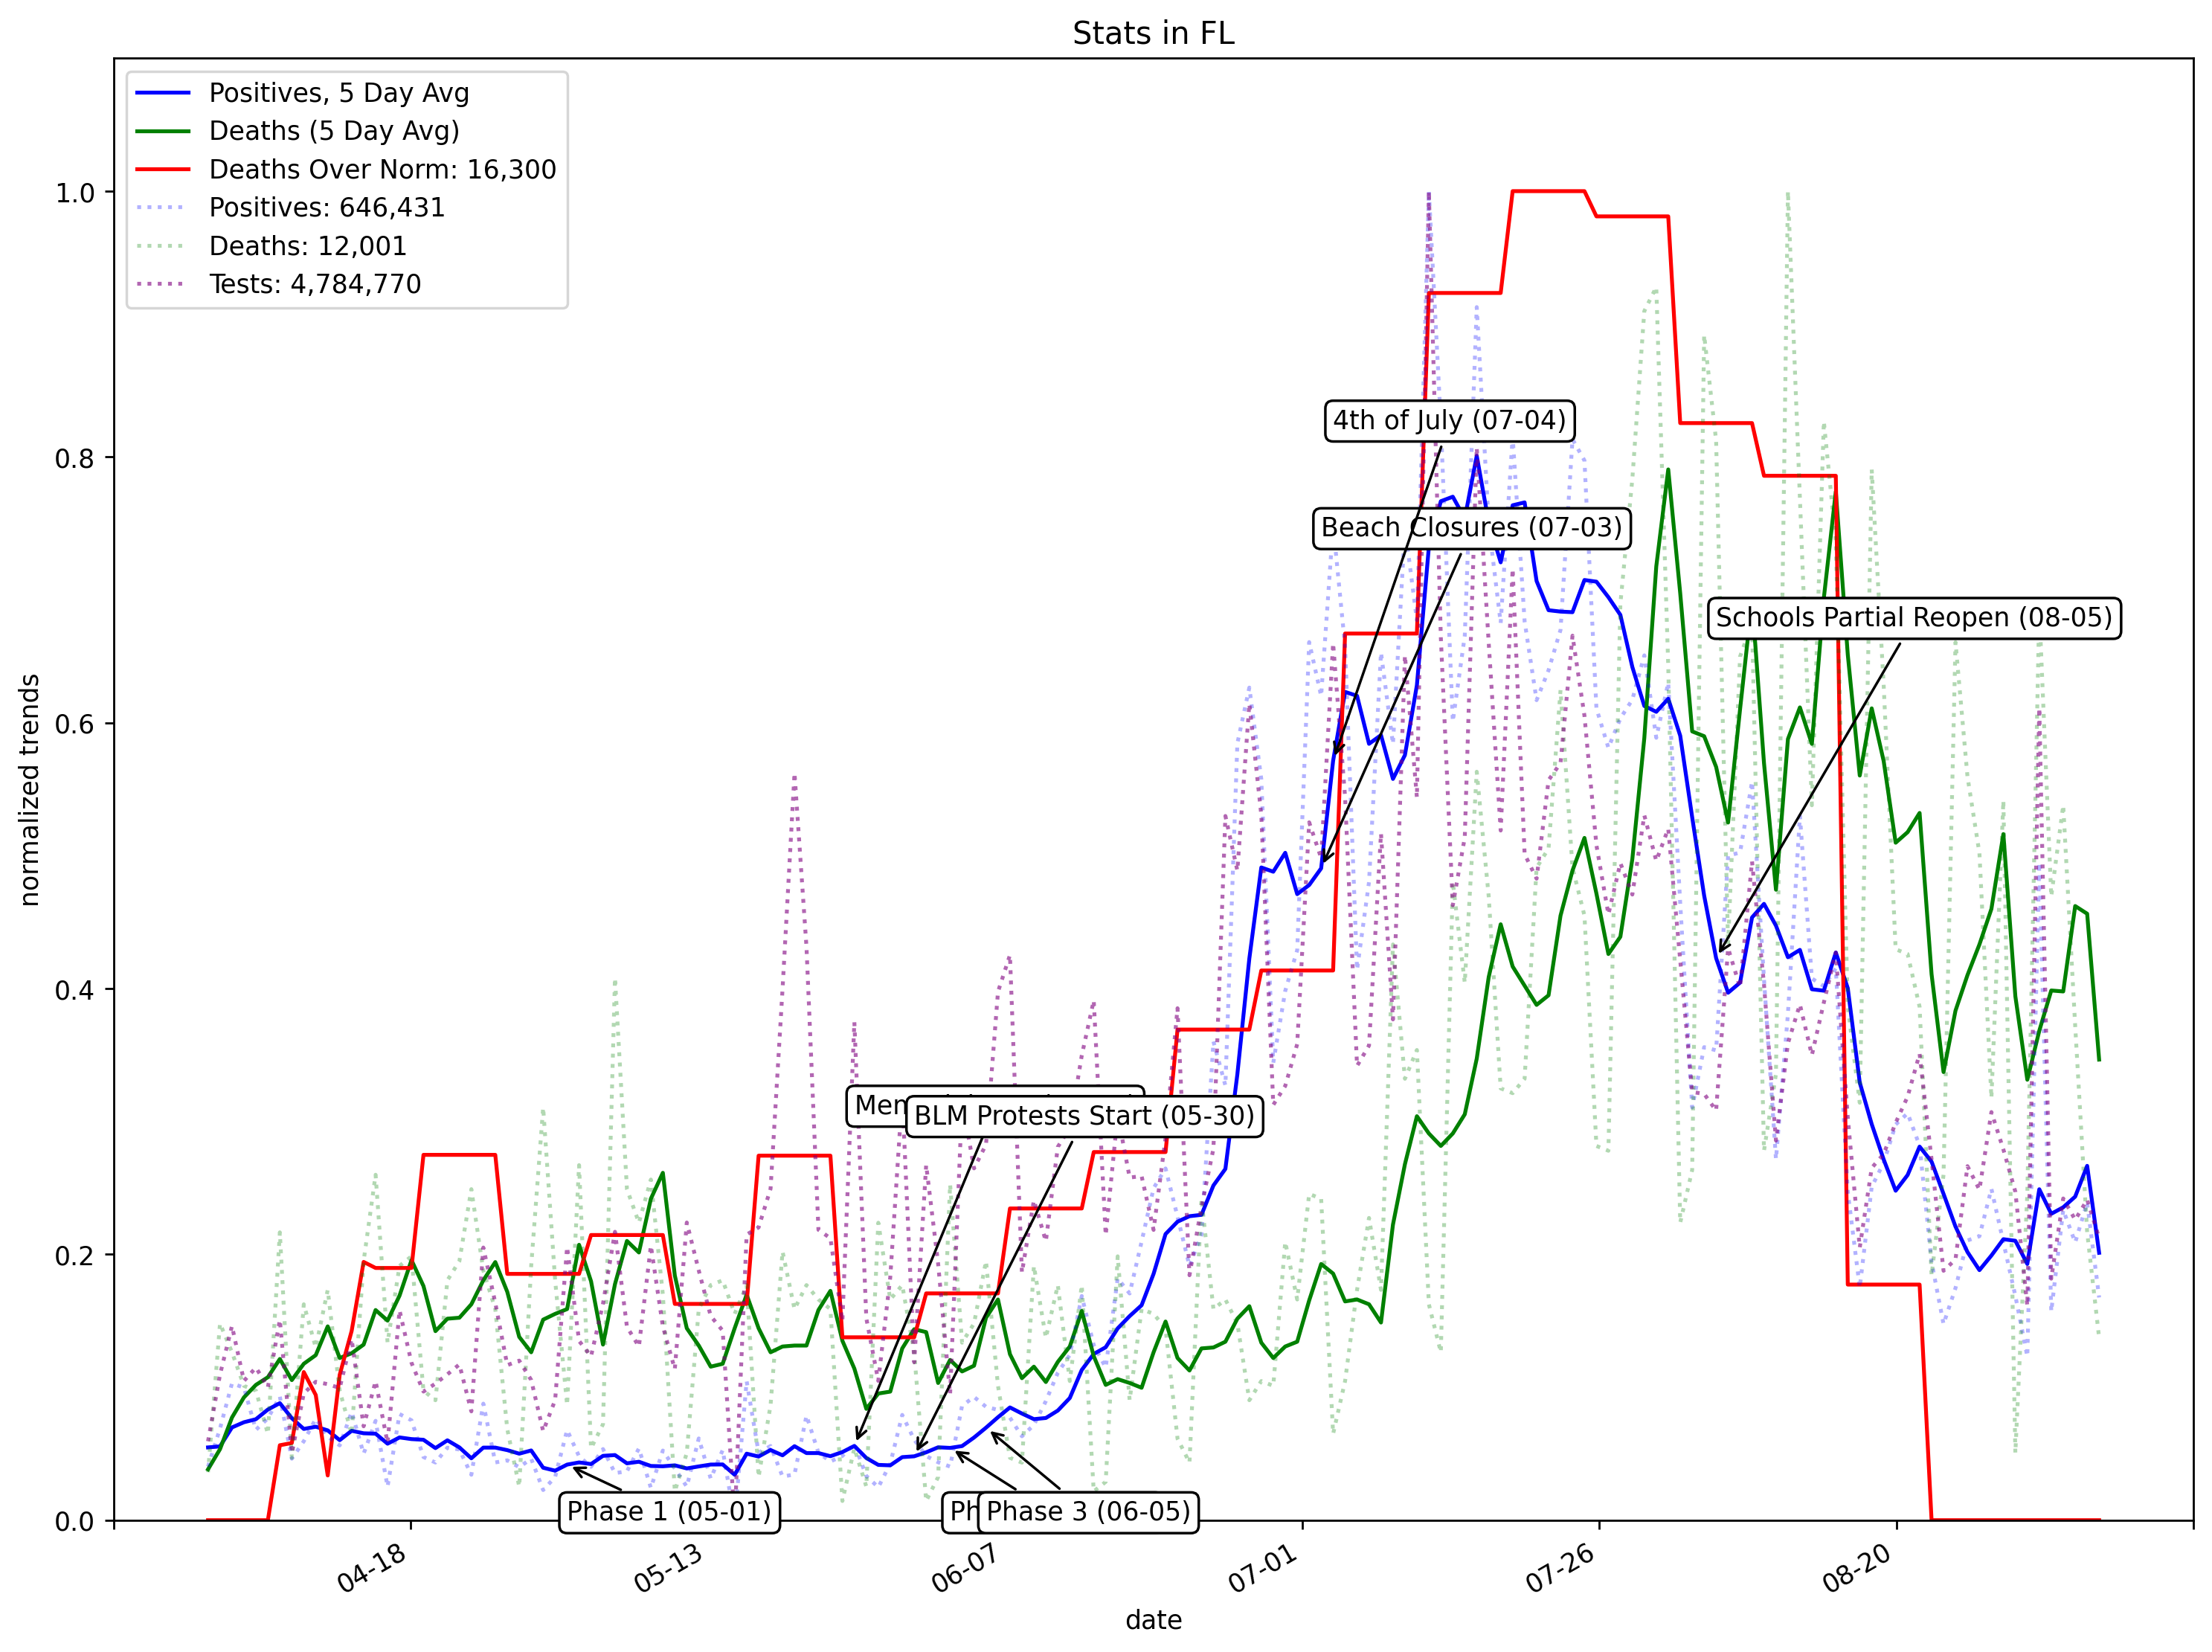 Stats in FL
Positives, 5 Day Avg
Deaths (5 Day Avg)
Deaths Over Norm: 16,300
Positives: 646,431
Deaths: 12,001
Tests: 4,784,770
normalized trends
1.0
0.8
0.6
0.4
0.2
0.0
4th of July (07-04)
Beach Closures (07-03)
Schools Partial Reopen (08-05)
BLM Protests Start (05-30)
Phase 1 (05-01)
Phase 3 (06-05)
04-18
05-13
06-07
07-01
07-26
08-20
date